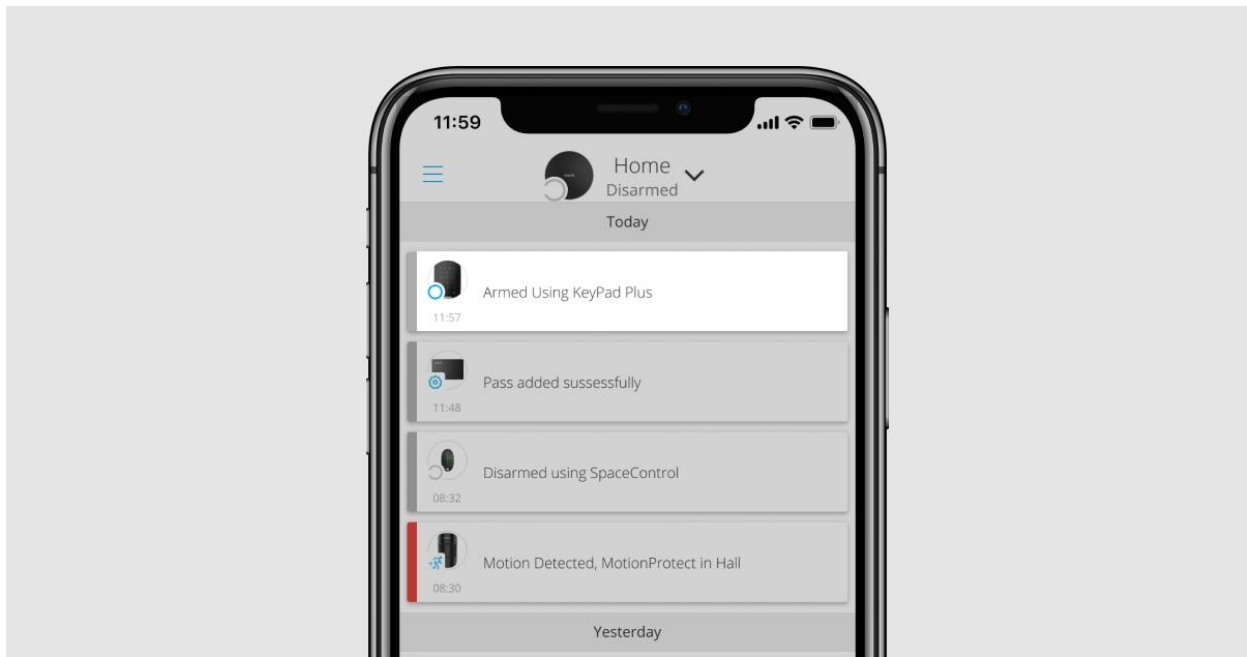 11:59
Home
Disarmed
Today
Armed Using KeyPad Plus
11:57
Pass added sussessfully
11:48
Disarmed using SpaceControl
08:32
Motion Detected, MotionProtect in Hall
08:30
Yesterday